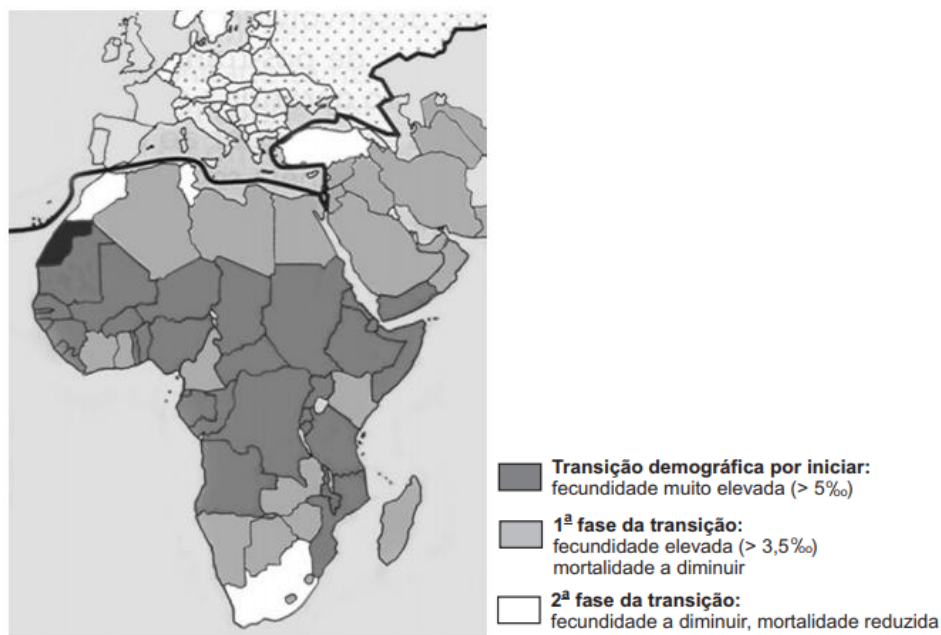 Transição demográfica por iniciar:
fecundidade muito elevada (> 5‰)
1ª fase da transição:
fecundidade elevada (> 3,5‰)
mortalidade a diminuir
2ª fase da transição:
fecundidade a diminuir, mortalidade reduzida